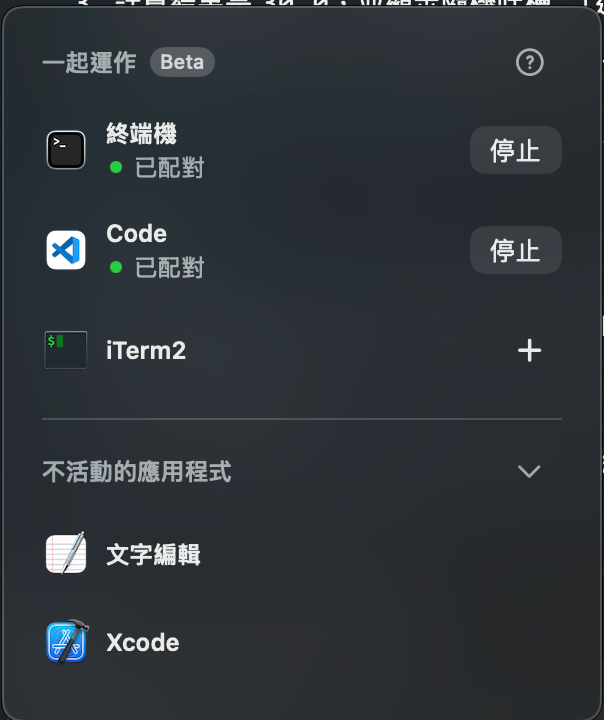 一起運作 Beta
終端機
已配對
停止
Code
已配對
停止
iTerm2
不活動的應用程式
文字編輯
Xcode